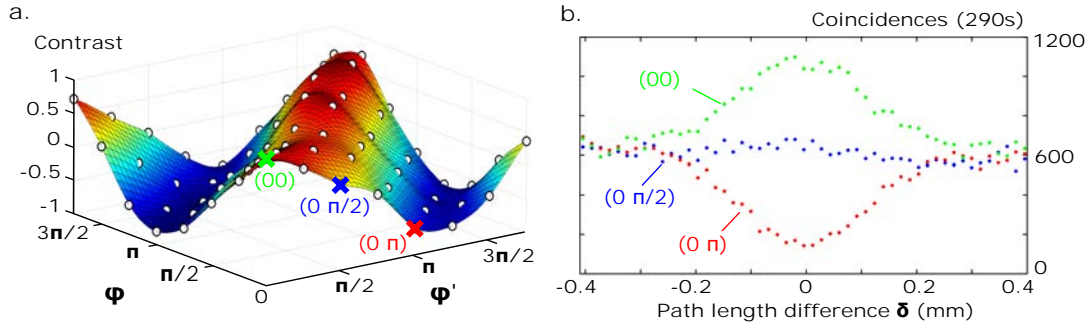 a.
Contrast
1
0.5
0
-0.5
-1
3π/2
π
π/2
0
φ
π/2
π
3π/2
φ'
(00)
(0 π/2)
(0 π)
b.
Coincidences (290s)
1200
600
0
(00)
(0 π/2)
(0 π)
-0.4 -0.2 0 0.2 0.4
Path length difference δ (mm)